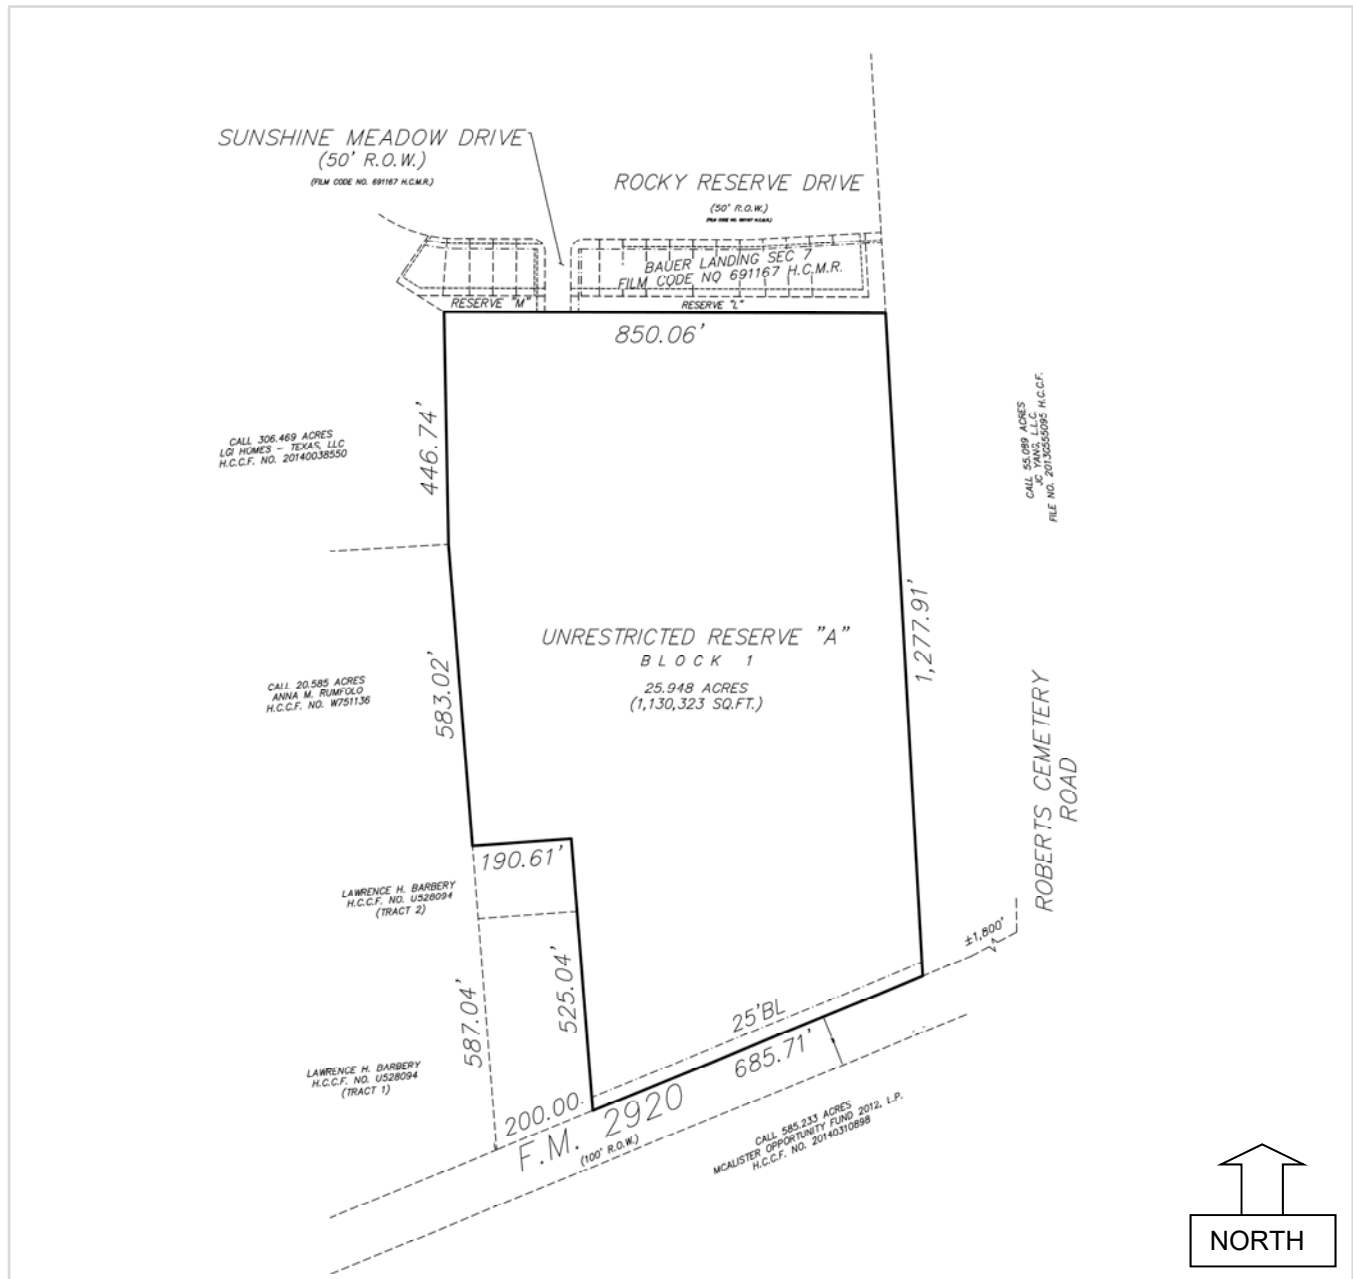 SUNSHINE MEADOW DRIVE
(50' R.O.W.)
(FILM CODE NO. 691167 H.C.M.R.)
ROCKY RESERVE DRIVE
(50' R.O.W.)
(FILM CODE NO. 691167 H.C.M.R.)
BAUER LANDING SEC 7
FILM CODE NO 691167 H.C.M.R.
RESERVE "M"
RESERVE "L"
850.06'
446.74'
CALL 306.469 ACRES
LGI HOMES - TEXAS, LLC
H.C.C.F. NO. 20140038550
CALL 55.089 ACRES
JC YANG, L.L.C.
FILE NO. 20130555095 H.C.C.F.
1,277.91'
UNRESTRICTED RESERVE "A"
BLOCK 1
25.948 ACRES
(1,130,323 SQ.FT.)
583.02'
CALL 20.585 ACRES
ANNA M. RUMFOLO
H.C.C.F. NO. W751136
ROBERTS CEMETERY
ROAD
190.61'
LAWRENCE H. BARBERY
H.C.C.F. NO. U528094
(TRACT 2)
±1,800'
525.04'
587.04'
25'BL
685.71'
LAWRENCE H. BARBERY
H.C.C.F. NO. U528094
(TRACT 1)
200.00
F.M. 2920
(100' R.O.W.)
CALL 585.233 ACRES
MCALISTER OPPORTUNITY FUND 2012, L.P.
H.C.C.F. NO. 20140310898
NORTH